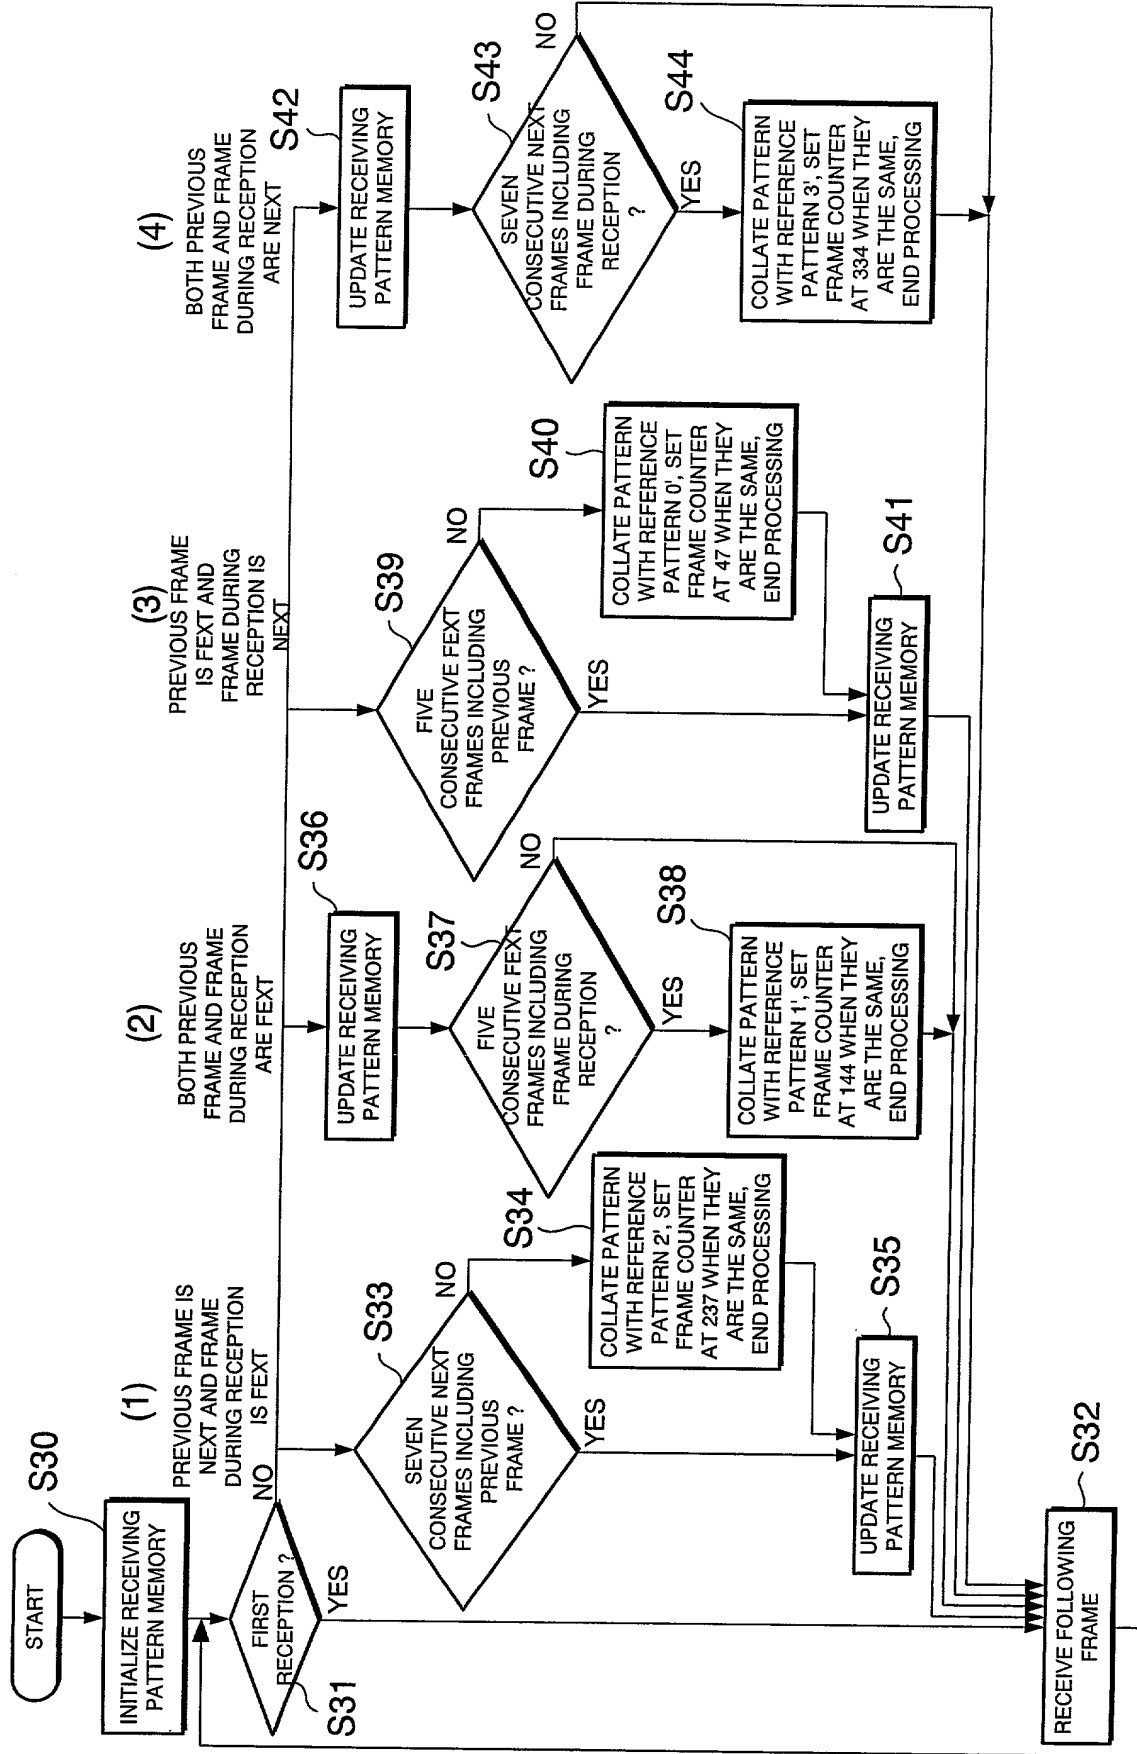 START
S30
INITIALIZE RECEIVING
PATTERN MEMORY
FIRST
RECEPTION ?
S31
NO
YES
(1)
PREVIOUS FRAME IS
NEXT AND FRAME
DURING RECEPTION
IS FEXT
S33
SEVEN
CONSECUTIVE NEXT
FRAMES INCLUDING
PREVIOUS
FRAME ?
NO
YES
S34
COLLATE PATTERN
WITH REFERENCE
PATTERN 2', SET
FRAME COUNTER
AT 237 WHEN THEY
ARE THE SAME,
END PROCESSING
S35
UPDATE RECEIVING
PATTERN MEMORY
(2)
BOTH PREVIOUS
FRAME AND FRAME
DURING RECEPTION
ARE FEXT
S36
UPDATE RECEIVING
PATTERN MEMORY
S37
FIVE
CONSECUTIVE FEXT
FRAMES INCLUDING
FRAME DURING
RECEPTION
?
NO
YES
S38
COLLATE PATTERN
WITH REFERENCE
PATTERN 1', SET
FRAME COUNTER
AT 144 WHEN THEY
ARE THE SAME,
END PROCESSING
(3)
PREVIOUS FRAME
IS FEXT AND
FRAME DURING
RECEPTION IS
NEXT
S39
FIVE
CONSECUTIVE FEXT
FRAMES INCLUDING
PREVIOUS
FRAME ?
NO
YES
S40
COLLATE PATTERN
WITH REFERENCE
PATTERN 0', SET
FRAME COUNTER
AT 47 WHEN THEY
ARE THE SAME,
END PROCESSING
S41
UPDATE RECEIVING
PATTERN MEMORY
(4)
BOTH PREVIOUS
FRAME AND FRAME
DURING RECEPTION
ARE NEXT
S42
UPDATE RECEIVING
PATTERN MEMORY
S43
SEVEN
CONSECUTIVE NEXT
FRAMES INCLUDING
FRAME DURING
RECEPTION
?
NO
YES
S44
COLLATE PATTERN
WITH REFERENCE
PATTERN 3', SET
FRAME COUNTER
AT 334 WHEN THEY
ARE THE SAME,
END PROCESSING
S32
RECEIVE FOLLOWING
FRAME